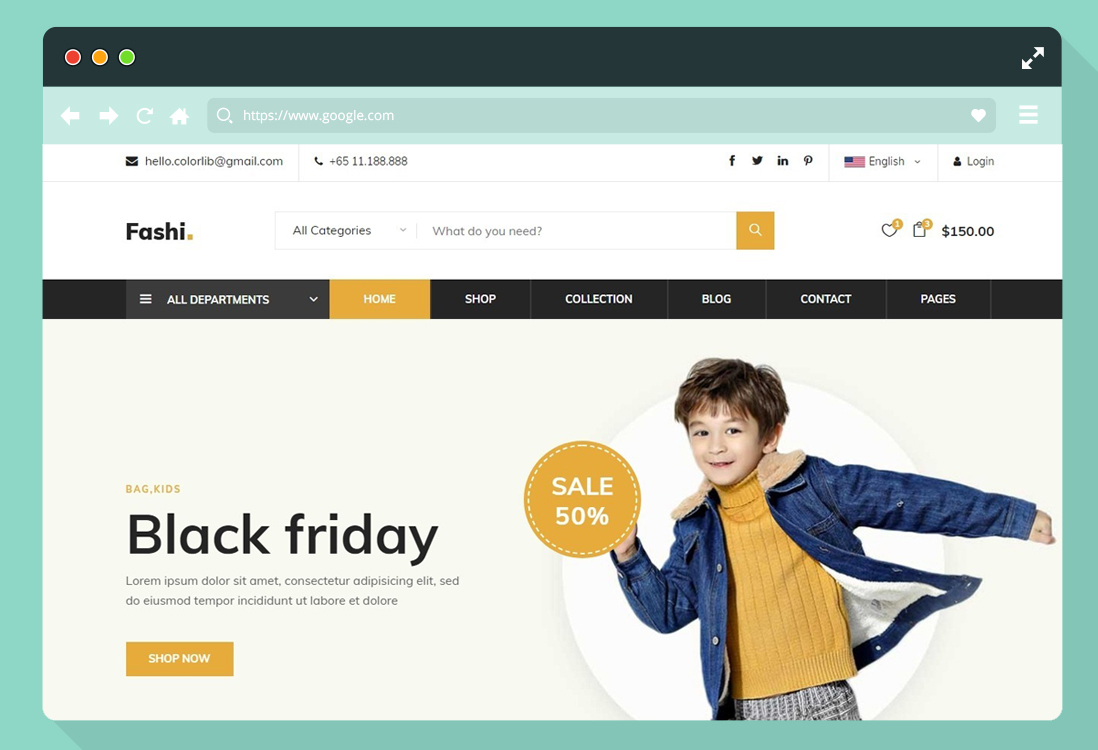 https://www.google.com
hello.colorlib@gmail.com +65 11.188.888 English Login
Fashi. All Categories What do you need? 1 3 $150.00
ALL DEPARTMENTS HOME SHOP COLLECTION BLOG CONTACT PAGES
SALE
50%
BAG,KIDS
Black friday
Lorem ipsum dolor sit amet, consectetur adipisicing elit, sed
do eiusmod tempor incididunt ut labore et dolore
SHOP NOW